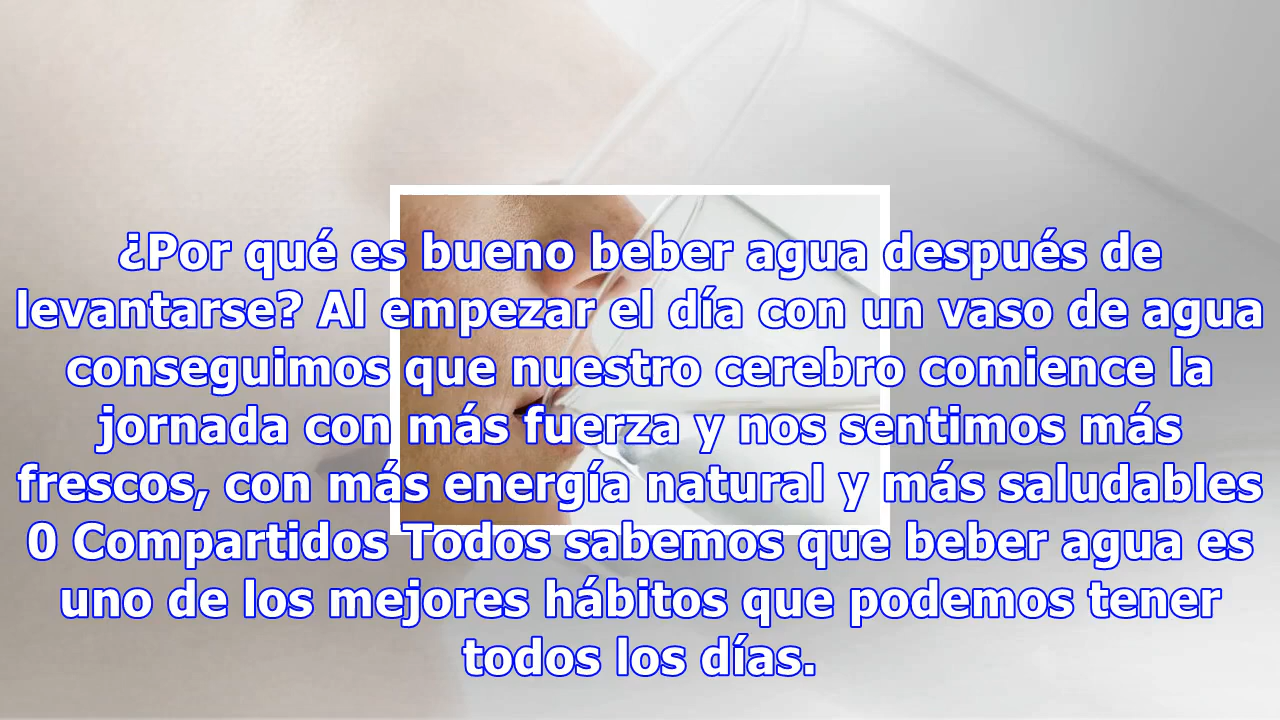 ¿Por qué es bueno beber agua después de
levantarse? Al empezar el día con un vaso de agua
conseguimos que nuestro cerebro comience la
jornada con más fuerza y nos sentimos más
frescos, con más energía natural y más saludables
0 Compartidos Todos sabemos que beber agua es
uno de los mejores hábitos que podemos tener
todos los días.